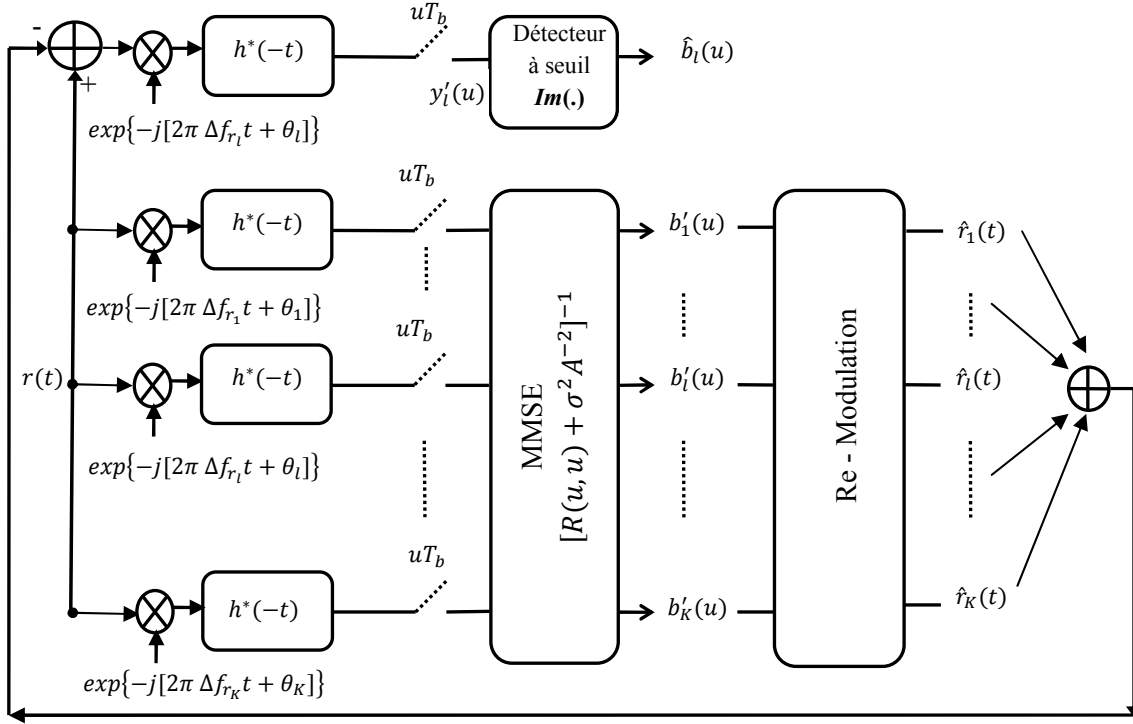 -
+
h*(−t)
uT_b
y′_l(u)
Détecteur
à seuil
Im(.)
b̂_l(u)
exp{−j[2π Δf_{r_l}t + θ_l]}
h*(−t)
uT_b
b′_1(u)
r̂_1(t)
exp{−j[2π Δf_{r_1}t + θ_1]}
r(t)
h*(−t)
uT_b
b′_l(u)
r̂_l(t)
exp{−j[2π Δf_{r_l}t + θ_l]}
MMSE
[R(u,u) + σ² A⁻²]⁻¹
Re - Modulation
h*(−t)
uT_b
b′_K(u)
r̂_K(t)
exp{−j[2π Δf_{r_K}t + θ_K]}